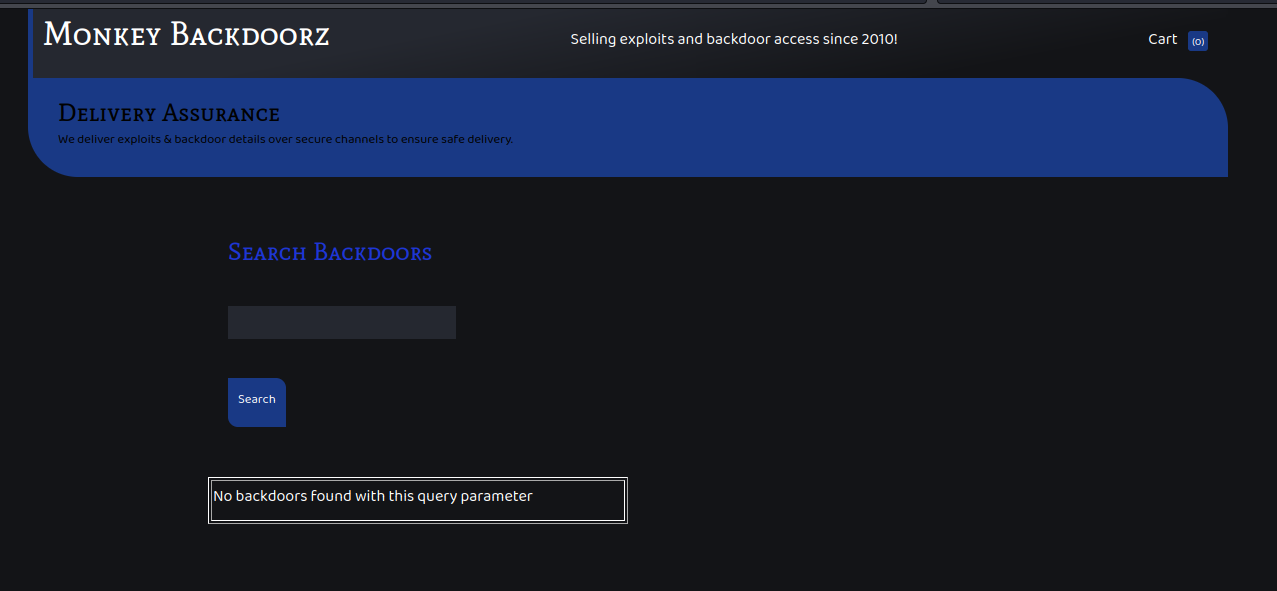 Monkey Backdoorz
Selling exploits and backdoor access since 2010!
Cart (0)
Delivery Assurance
We deliver exploits & backdoor details over secure channels to ensure safe delivery.
Search Backdoors
Search
No backdoors found with this query parameter